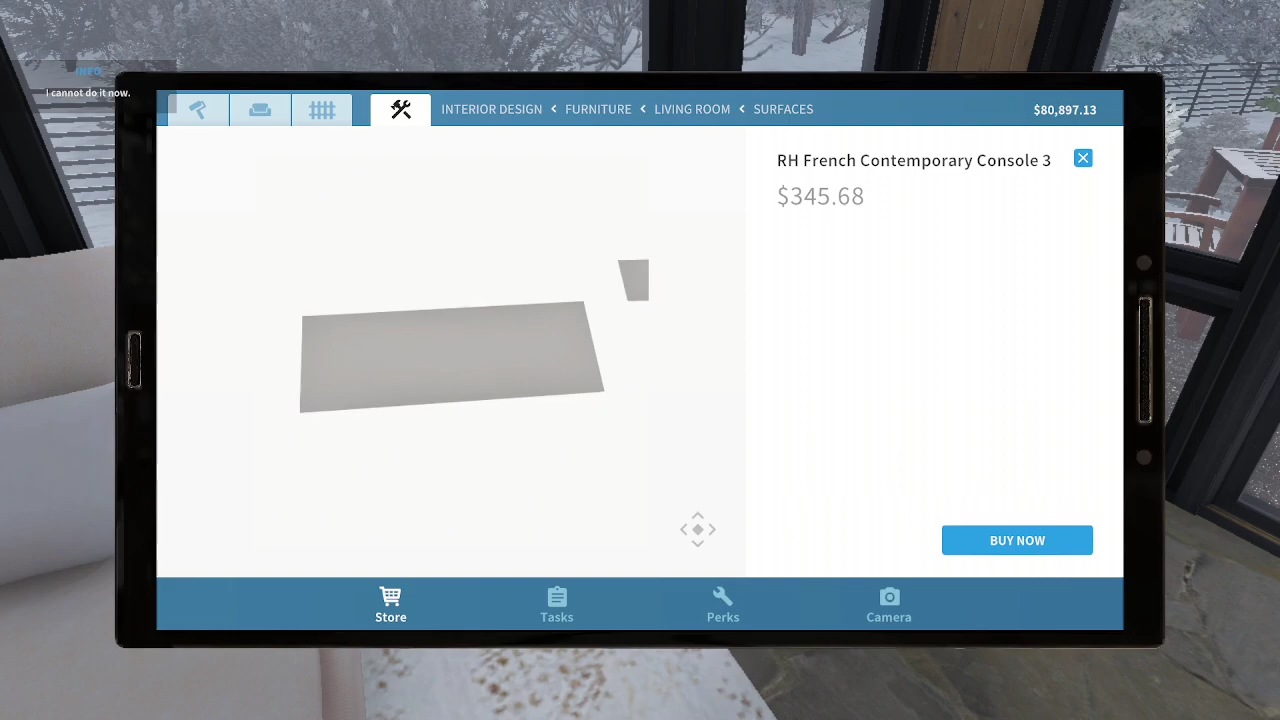 INFO
I cannot do it now.
INTERIOR DESIGN < FURNITURE < LIVING ROOM < SURFACES
$80,897.13
RH French Contemporary Console 3
$345.68
BUY NOW
Store
Tasks
Perks
Camera